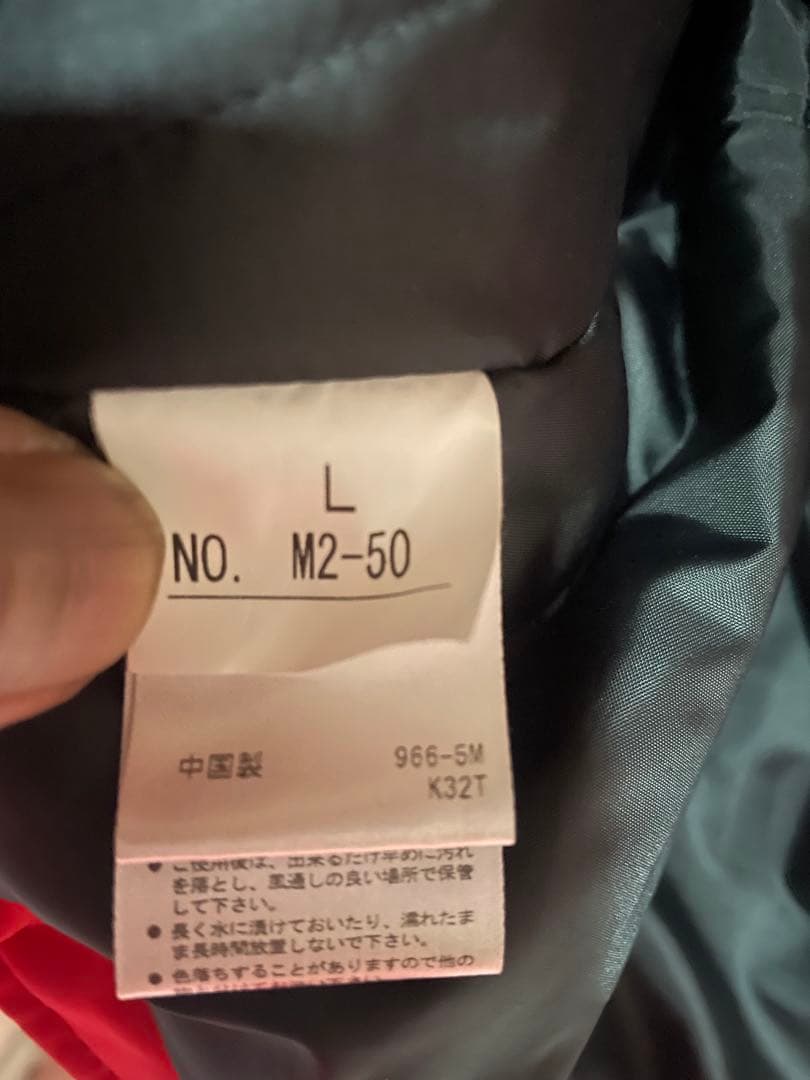 L
NO. M2-50
中国製
966-5M
K32T
● ご使用後は、出来るだけ早めに汚れ
を落とし、風通しの良い場所で保管
して下さい。
● 長く水に漬けておいたり、濡れたま
ま長時間放置しないで下さい。
● 色落ちすることがありますので他の